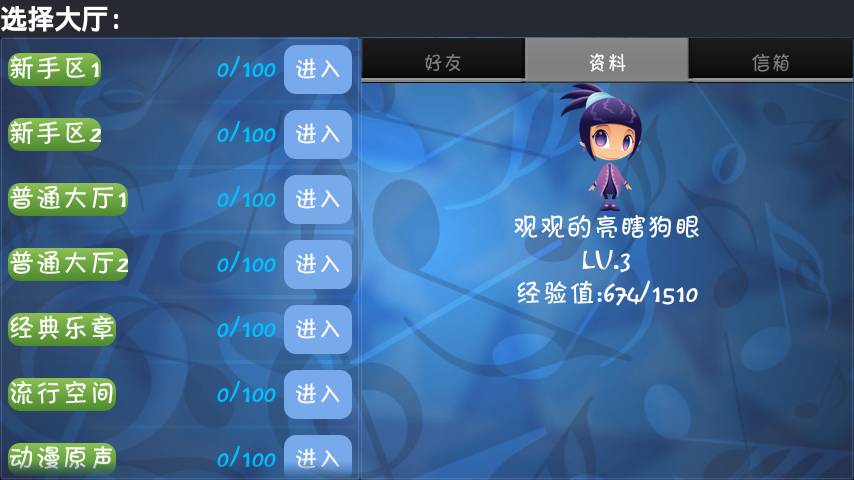 选择大厅：
新手区1 0/100 进入
新手区2 0/100 进入
普通大厅1 0/100 进入
普通大厅2 0/100 进入
经典乐章 0/100 进入
流行空间 0/100 进入
动漫原声 0/100 进入
好友 资料 信箱
观观的亮瞎狗眼
LV.3
经验值:674/1510